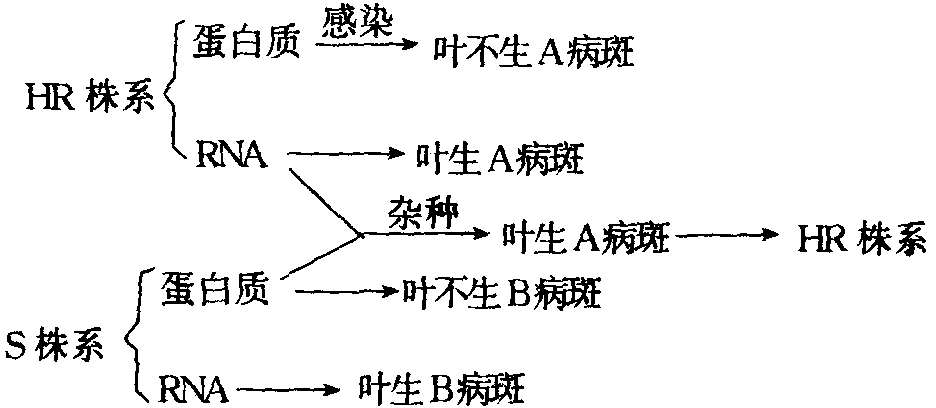 蛋白质 感染 叶不生A病斑
HR株系
RNA 叶生A病斑
杂种 叶生A病斑 HR株系
蛋白质 叶不生B病斑
S株系
RNA 叶生B病斑